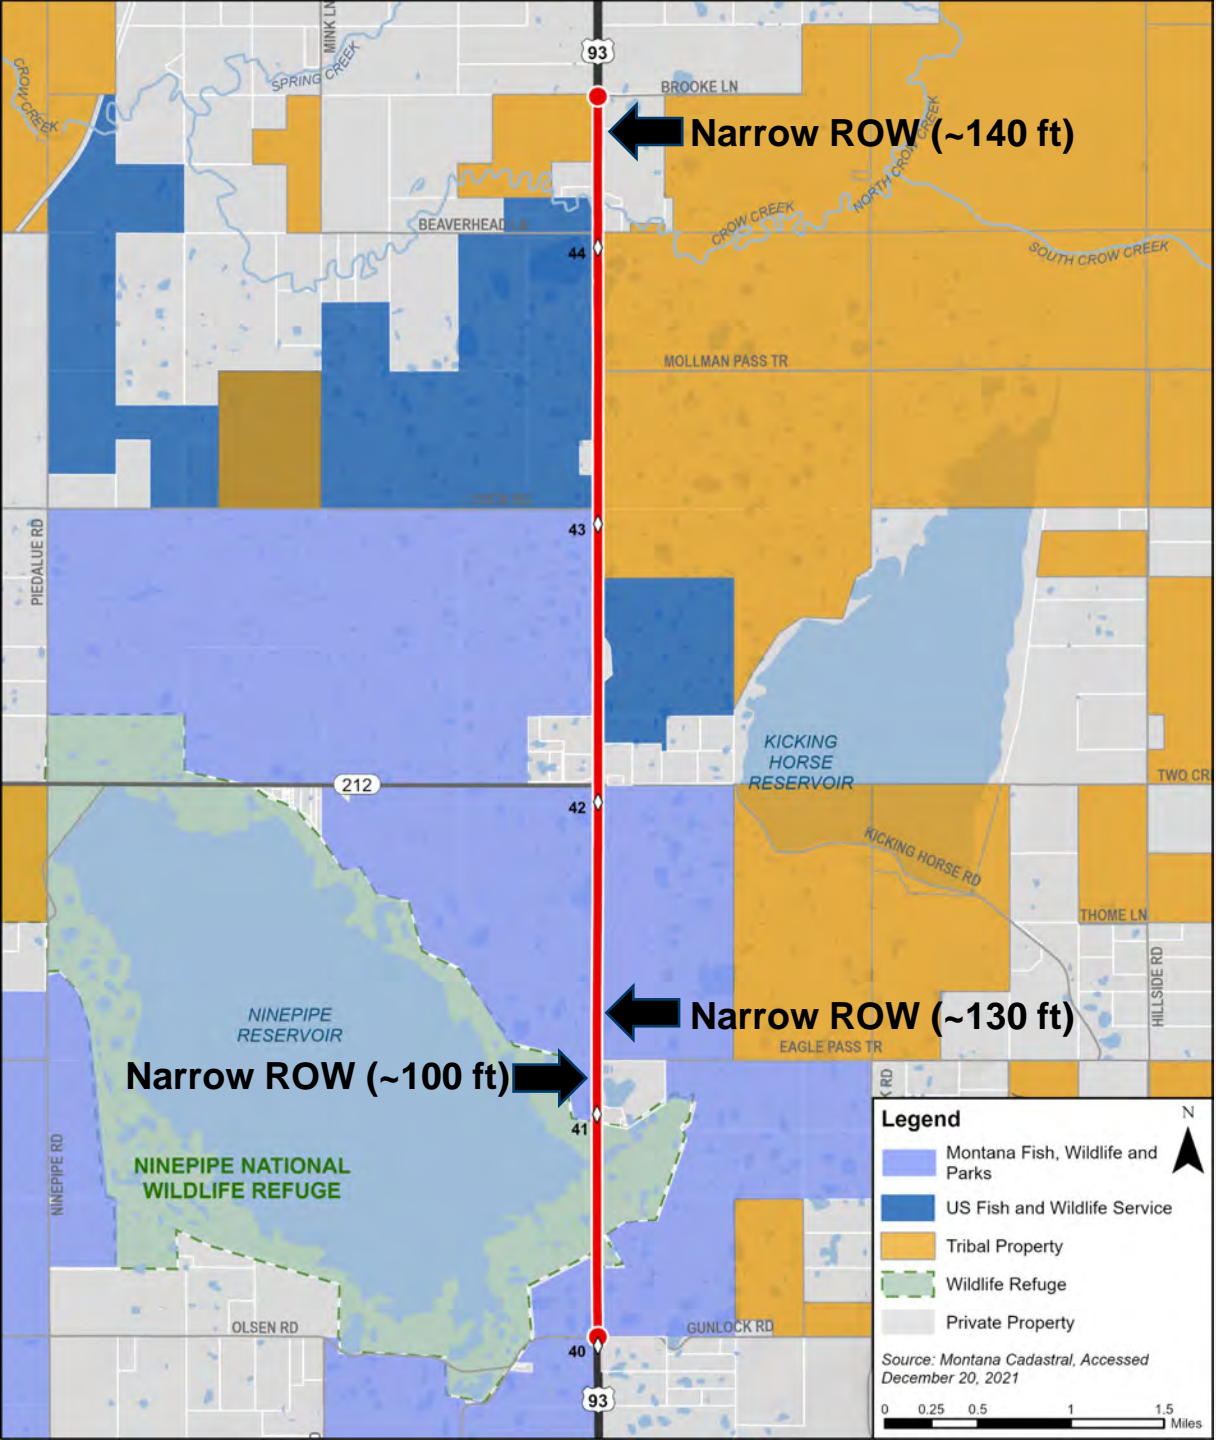 MINK LN
93
SPRING CREEK
CROW CREEK
BROOKE LN
Narrow ROW (~140 ft)
NORTH CROW CREEK
CROW CREEK
BEAVERHEAD LN
SOUTH CROW CREEK
44
MOLLMAN PASS TR
43
PIEDALUE RD
KICKING
HORSE
RESERVOIR
TWO CR
212
42
KICKING HORSE RD
THOME LN
HILLSIDE RD
NINEPIPE
RESERVOIR
Narrow ROW (~130 ft)
EAGLE PASS TR
Narrow ROW (~100 ft)
K RD
41
NINEPIPE RD
NINEPIPE NATIONAL
WILDLIFE REFUGE
OLSEN RD
GUNLOCK RD
40
93
D
Legend
N
Montana Fish, Wildlife and
Parks
US Fish and Wildlife Service
Tribal Property
Wildlife Refuge
Private Property
Source: Montana Cadastral, Accessed
December 20, 2021
0 0.25 0.5 1 1.5
Miles